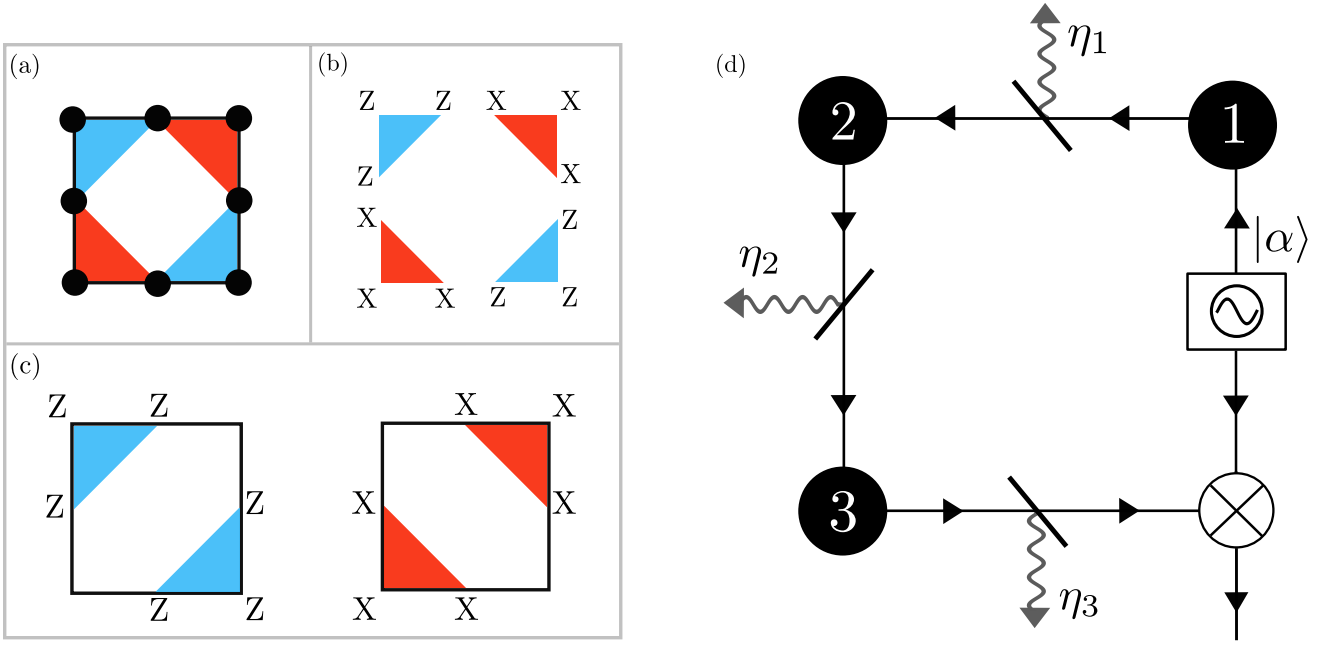 (a)
(b)
Z Z X X
Z X
X Z
X X Z Z
(c)
Z Z X X
Z Z X X
Z Z X X
(d)
η₁
2 1
|α⟩
η₂
3
η₃